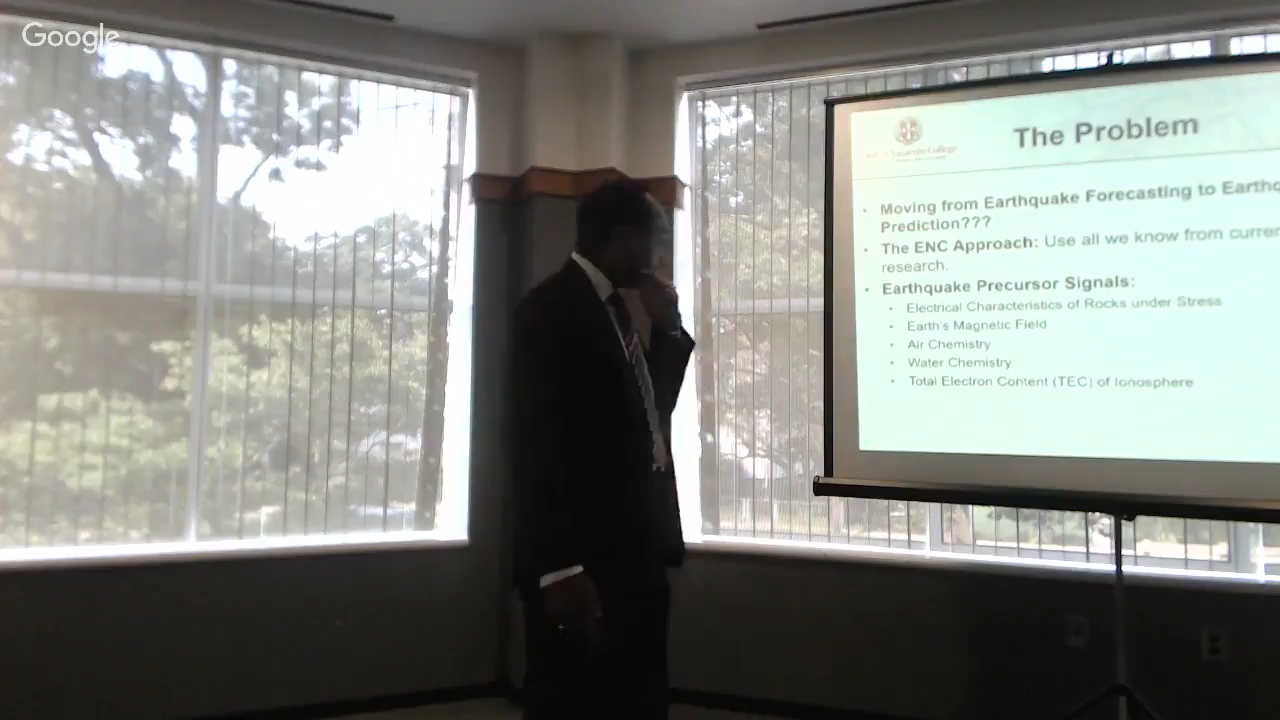 Google
The Problem
• Moving from Earthquake Forecasting to Earthq
Prediction???
• The ENC Approach: Use all we know from curren
research.
• Earthquake Precursor Signals:
• Electrical Characteristics of Rocks under Stress
• Earth's Magnetic Field
• Air Chemistry
• Water Chemistry
• Total Electron Content (TEC) of Ionosphere